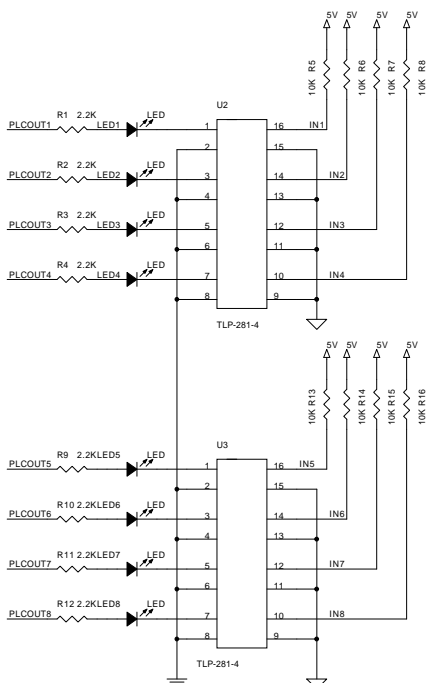 5V 5V 5V 5V
10K R5
10K R6
10K R7
10K R8
U2
PLCOUT1 R1 2.2K LED1 LED 1 16 IN1
2 15
PLCOUT2 R2 2.2K LED2 LED 3 14 IN2
4 13
PLCOUT3 R3 2.2K LED3 LED 5 12 IN3
6 11
PLCOUT4 R4 2.2K LED4 LED 7 10 IN4
8 9
TLP-281-4
5V 5V 5V 5V
10K R13
10K R14
10K R15
10K R16
U3
PLCOUT5 R9 2.2KLED5 LED 1 16 IN5
2 15
PLCOUT6 R10 2.2KLED6 LED 3 14 IN6
4 13
PLCOUT7 R11 2.2KLED7 LED 5 12 IN7
6 11
PLCOUT8 R12 2.2KLED8 LED 7 10 IN8
8 9
TLP-281-4